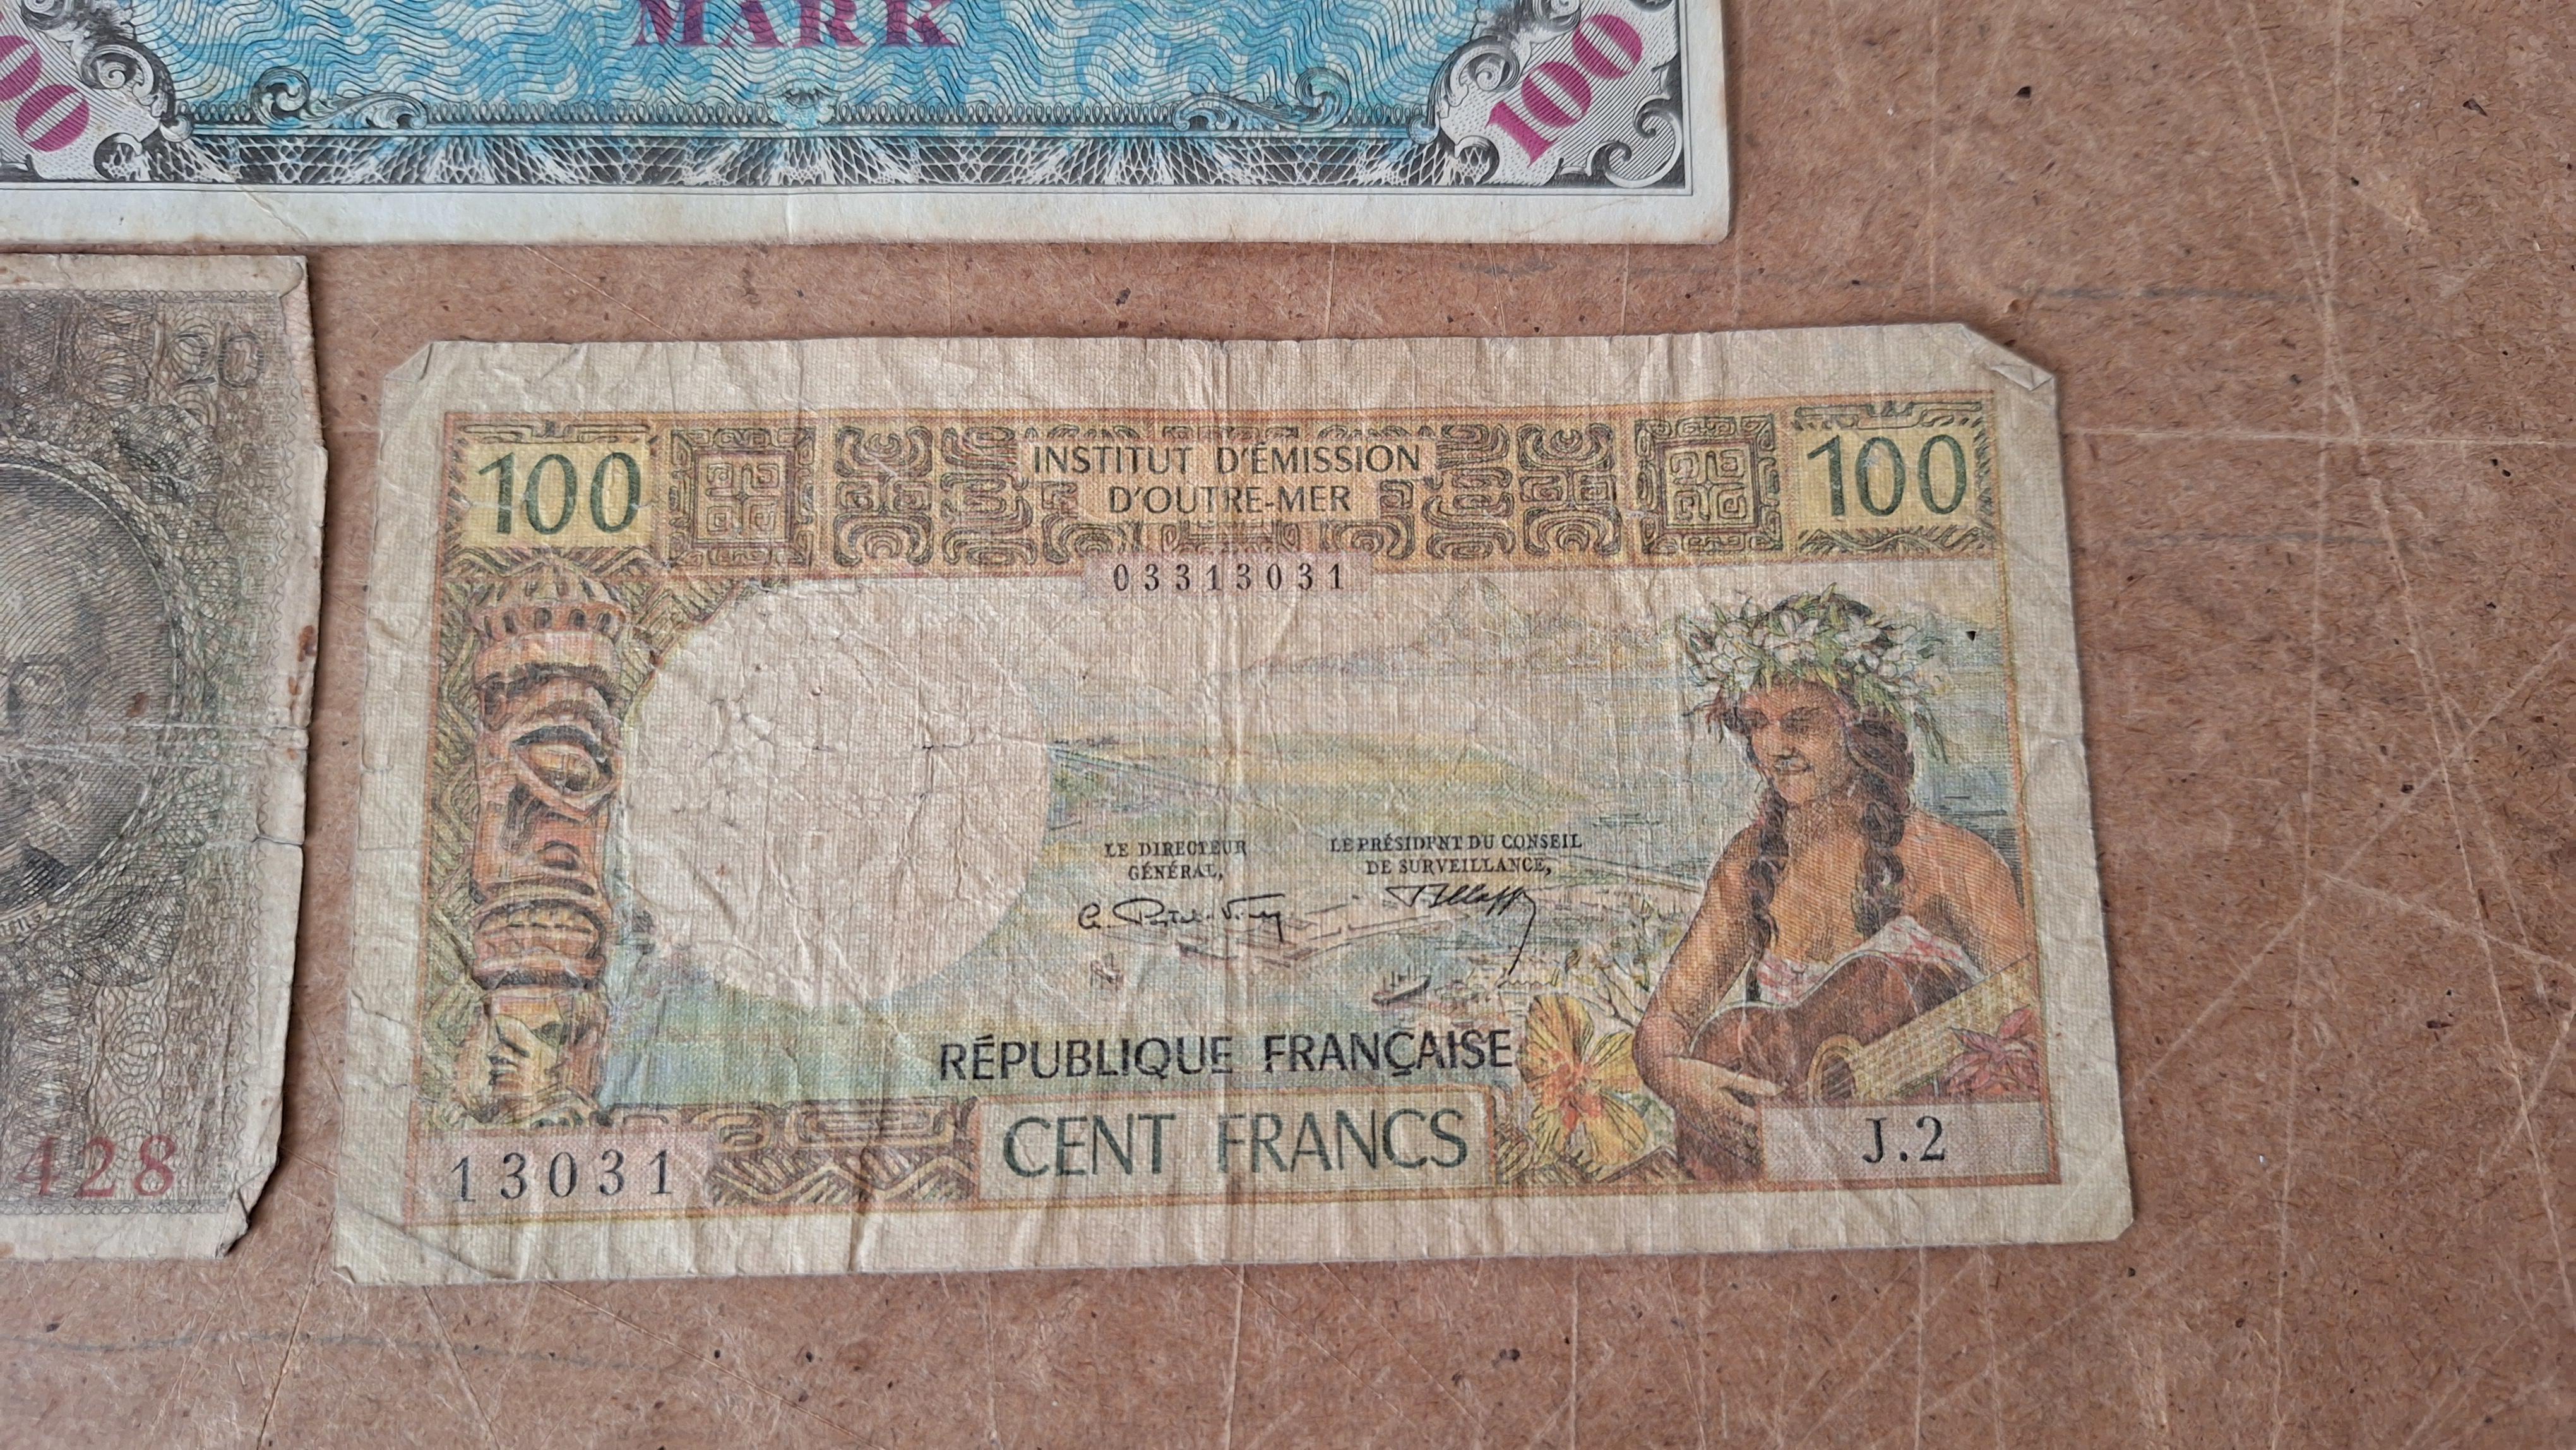 MARK
100
100
INSTITUT D'ÉMISSION
D'OUTRE-MER
100
03313031
LE DIRECTEUR
GÉNÉRAL,
LE PRÉSIDENT DU CONSEIL
DE SURVEILLANCE,
RÉPUBLIQUE FRANÇAISE
CENT FRANCS
13031
J.2
428